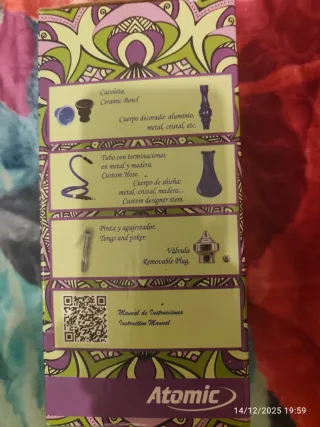 Cazoleta.
Ceramic Bowl
Cuerpo decorado: aluminio,
metal, cristal, etc.
Tubo con terminaciones
en metal y madera.
Custom Hose.
Cuerpo de shisha:
metal, cristal, madera...
Custom designer stem.
Pinza y agujereador.
Tongs and poker.
Válvula
Removable Plug.
Manual de Instrucciones
Instruction Manual
Atomic
14/12/2025 19:59